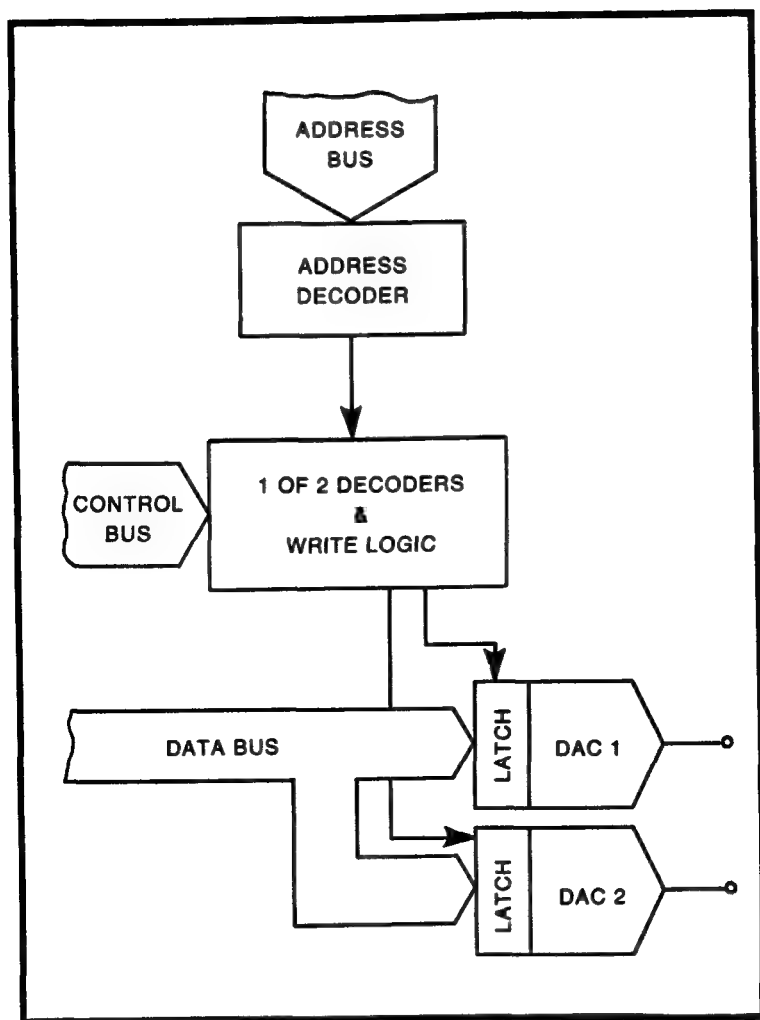 ADDRESS
BUS
ADDRESS
DECODER
CONTROL
BUS
1 OF 2 DECODERS
&
WRITE LOGIC
DATA BUS
LATCH
DAC 1
LATCH
DAC 2